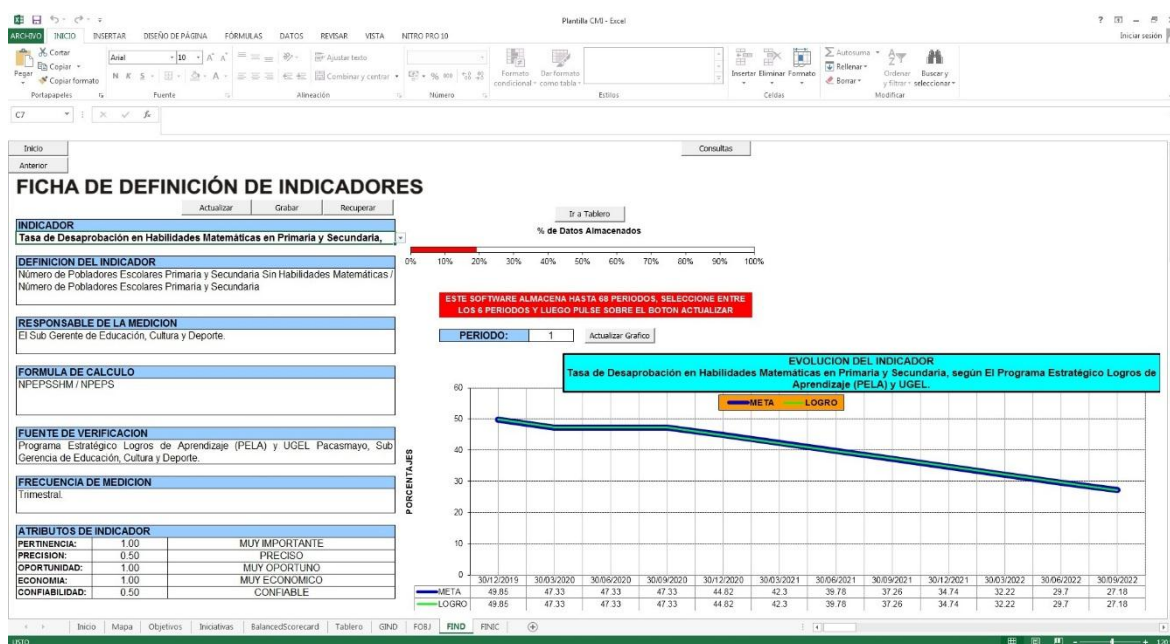 Plantilla CMI - Excel
ARCHIVO INICIO INSERTAR DISEÑO DE PÁGINA FÓRMULAS DATOS REVISAR VISTA NITRO PRO 10
Iniciar sesión
Pegar
Cortar
Copiar
Copiar formato
Portapapeles
Arial 10
N K S
Fuente
Ajustar texto
Combinar y centrar
Alineación
% 000
Número
Formato condicional
Dar formato como tabla
Estilos
Insertar Eliminar Formato
Celdas
Autosuma
Rellenar
Borrar
Ordenar y filtrar
Buscar y seleccionar
Modificar
C7
fx
Inicio
Anterior
Consultas
FICHA DE DEFINICIÓN DE INDICADORES
Actualizar Grabar Recuperar
INDICADOR
Tasa de Desaprobación en Habilidades Matemáticas en Primaria y Secundaria,
DEFINICION DEL INDICADOR
Número de Pobladores Escolares Primaria y Secundaria Sin Habilidades Matemáticas /
Número de Pobladores Escolares Primaria y Secundaria
RESPONSABLE DE LA MEDICION
El Sub Gerente de Educación, Cultura y Deporte.
FORMULA DE CALCULO
NPEPSSHM / NPEPS
FUENTE DE VERIFICACION
Programa Estratégico Logros de Aprendizaje (PELA) y UGEL Pacasmayo, Sub
Gerencia de Educación, Cultura y Deporte.
FRECUENCIA DE MEDICION
Trimestral.
ATRIBUTOS DE INDICADOR
PERTINENCIA: 1.00 MUY IMPORTANTE
PRECISION: 0.50 PRECISO
OPORTUNIDAD: 1.00 MUY OPORTUNO
ECONOMIA: 1.00 MUY ECONOMICO
CONFIABILIDAD: 0.50 CONFIABLE
Ir a Tablero
% de Datos Almacenados
0% 10% 20% 30% 40% 50% 60% 70% 80% 90% 100%
ESTE SOFTWARE ALMACENA HASTA 68 PERIODOS, SELECCIONE ENTRE
LOS 6 PERIODOS Y LUEGO PULSE SOBRE EL BOTON ACTUALIZAR
PERIODO: 1 Actualizar Grafico
EVOLUCION DEL INDICADOR
Tasa de Desaprobación en Habilidades Matemáticas en Primaria y Secundaria, según El Programa Estratégico Logros de
Aprendizaje (PELA) y UGEL.
META LOGRO
PORCENTAJES
60
50
40
30
20
10
0
30/12/2019 30/03/2020 30/06/2020 30/09/2020 30/12/2020 30/03/2021 30/06/2021 30/09/2021 30/12/2021 30/03/2022 30/06/2022 30/09/2022
META 49.85 47.33 47.33 47.33 44.82 42.3 39.78 37.26 34.74 32.22 29.7 27.18
LOGRO 49.85 47.33 47.33 47.33 44.82 42.3 39.78 37.26 34.74 32.22 29.7 27.18
Inicio Mapa Objetivos Iniciativas BalancedScorecard Tablero GIND FOBJ FIND FINIC
LISTO